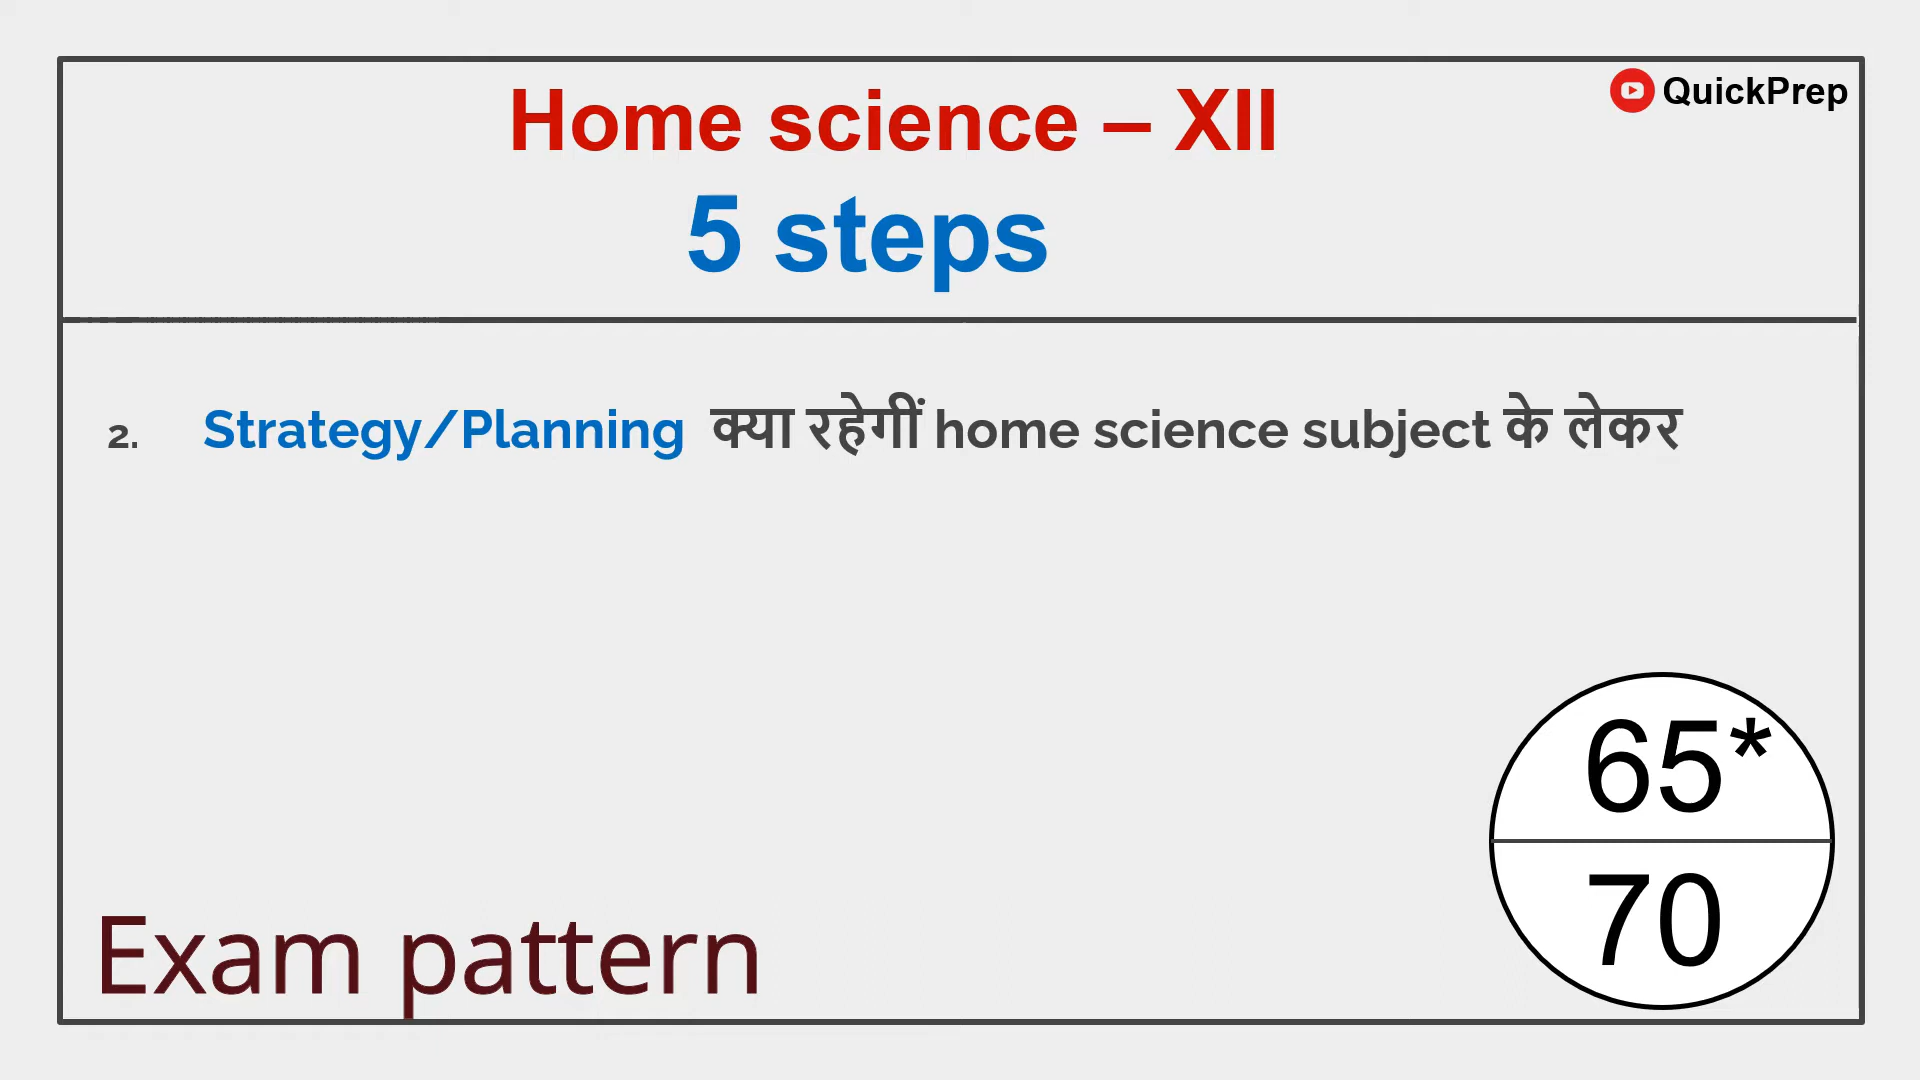 QuickPrep
Home science – XII
5 steps
2. Strategy/Planning क्या रहेगीं home science subject के लेकर
65*
70
Exam pattern